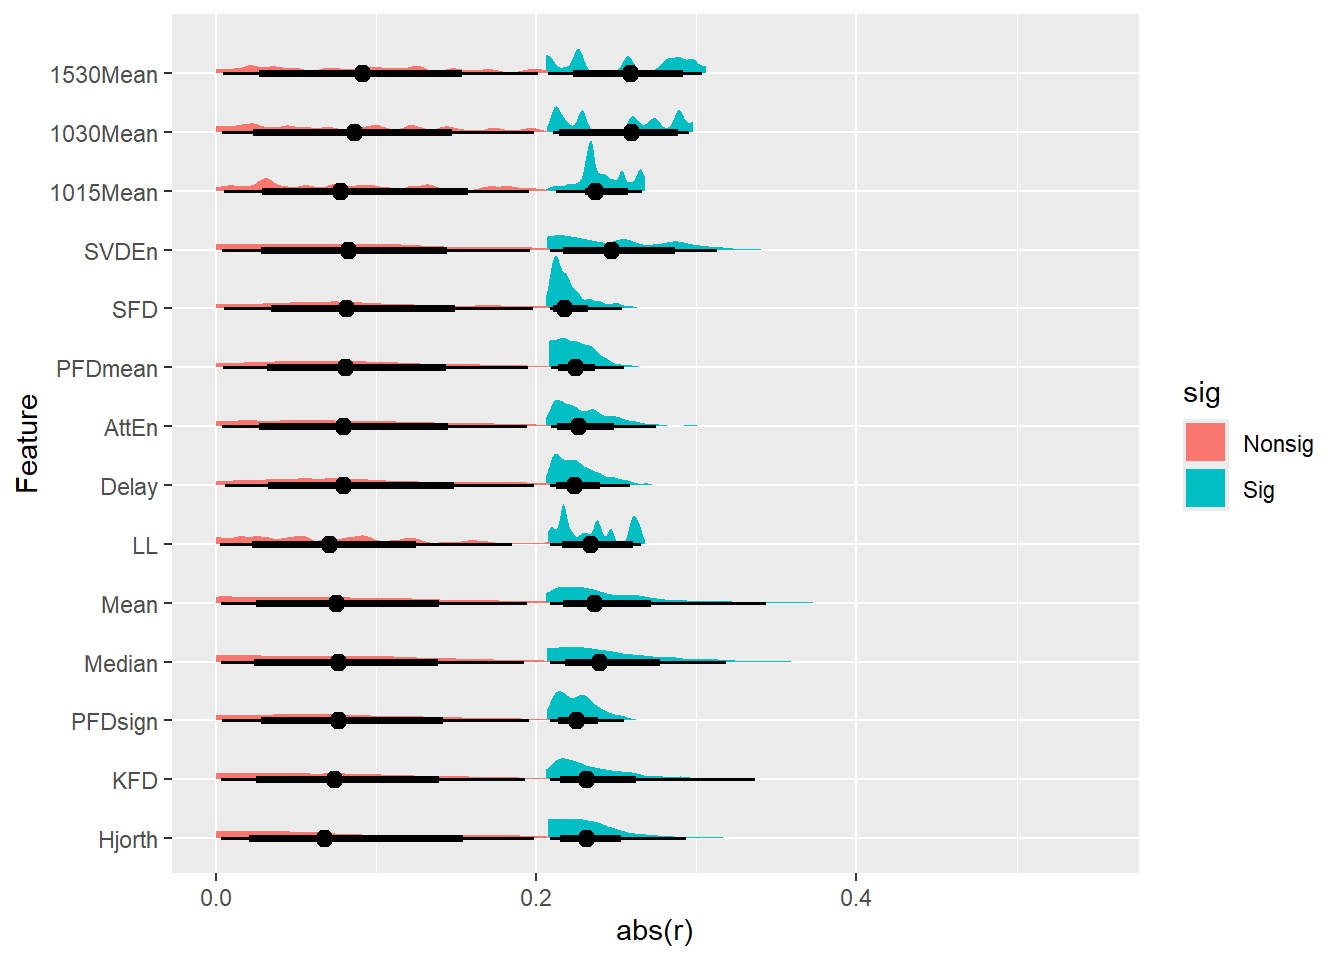 Feature
1530Mean
1030Mean
1015Mean
SVDEn
SFD
PFDmean
AttEn
Delay
LL
Mean
Median
PFDsign
KFD
Hjorth
0.0 0.2 0.4
abs(r)
sig
Nonsig
Sig